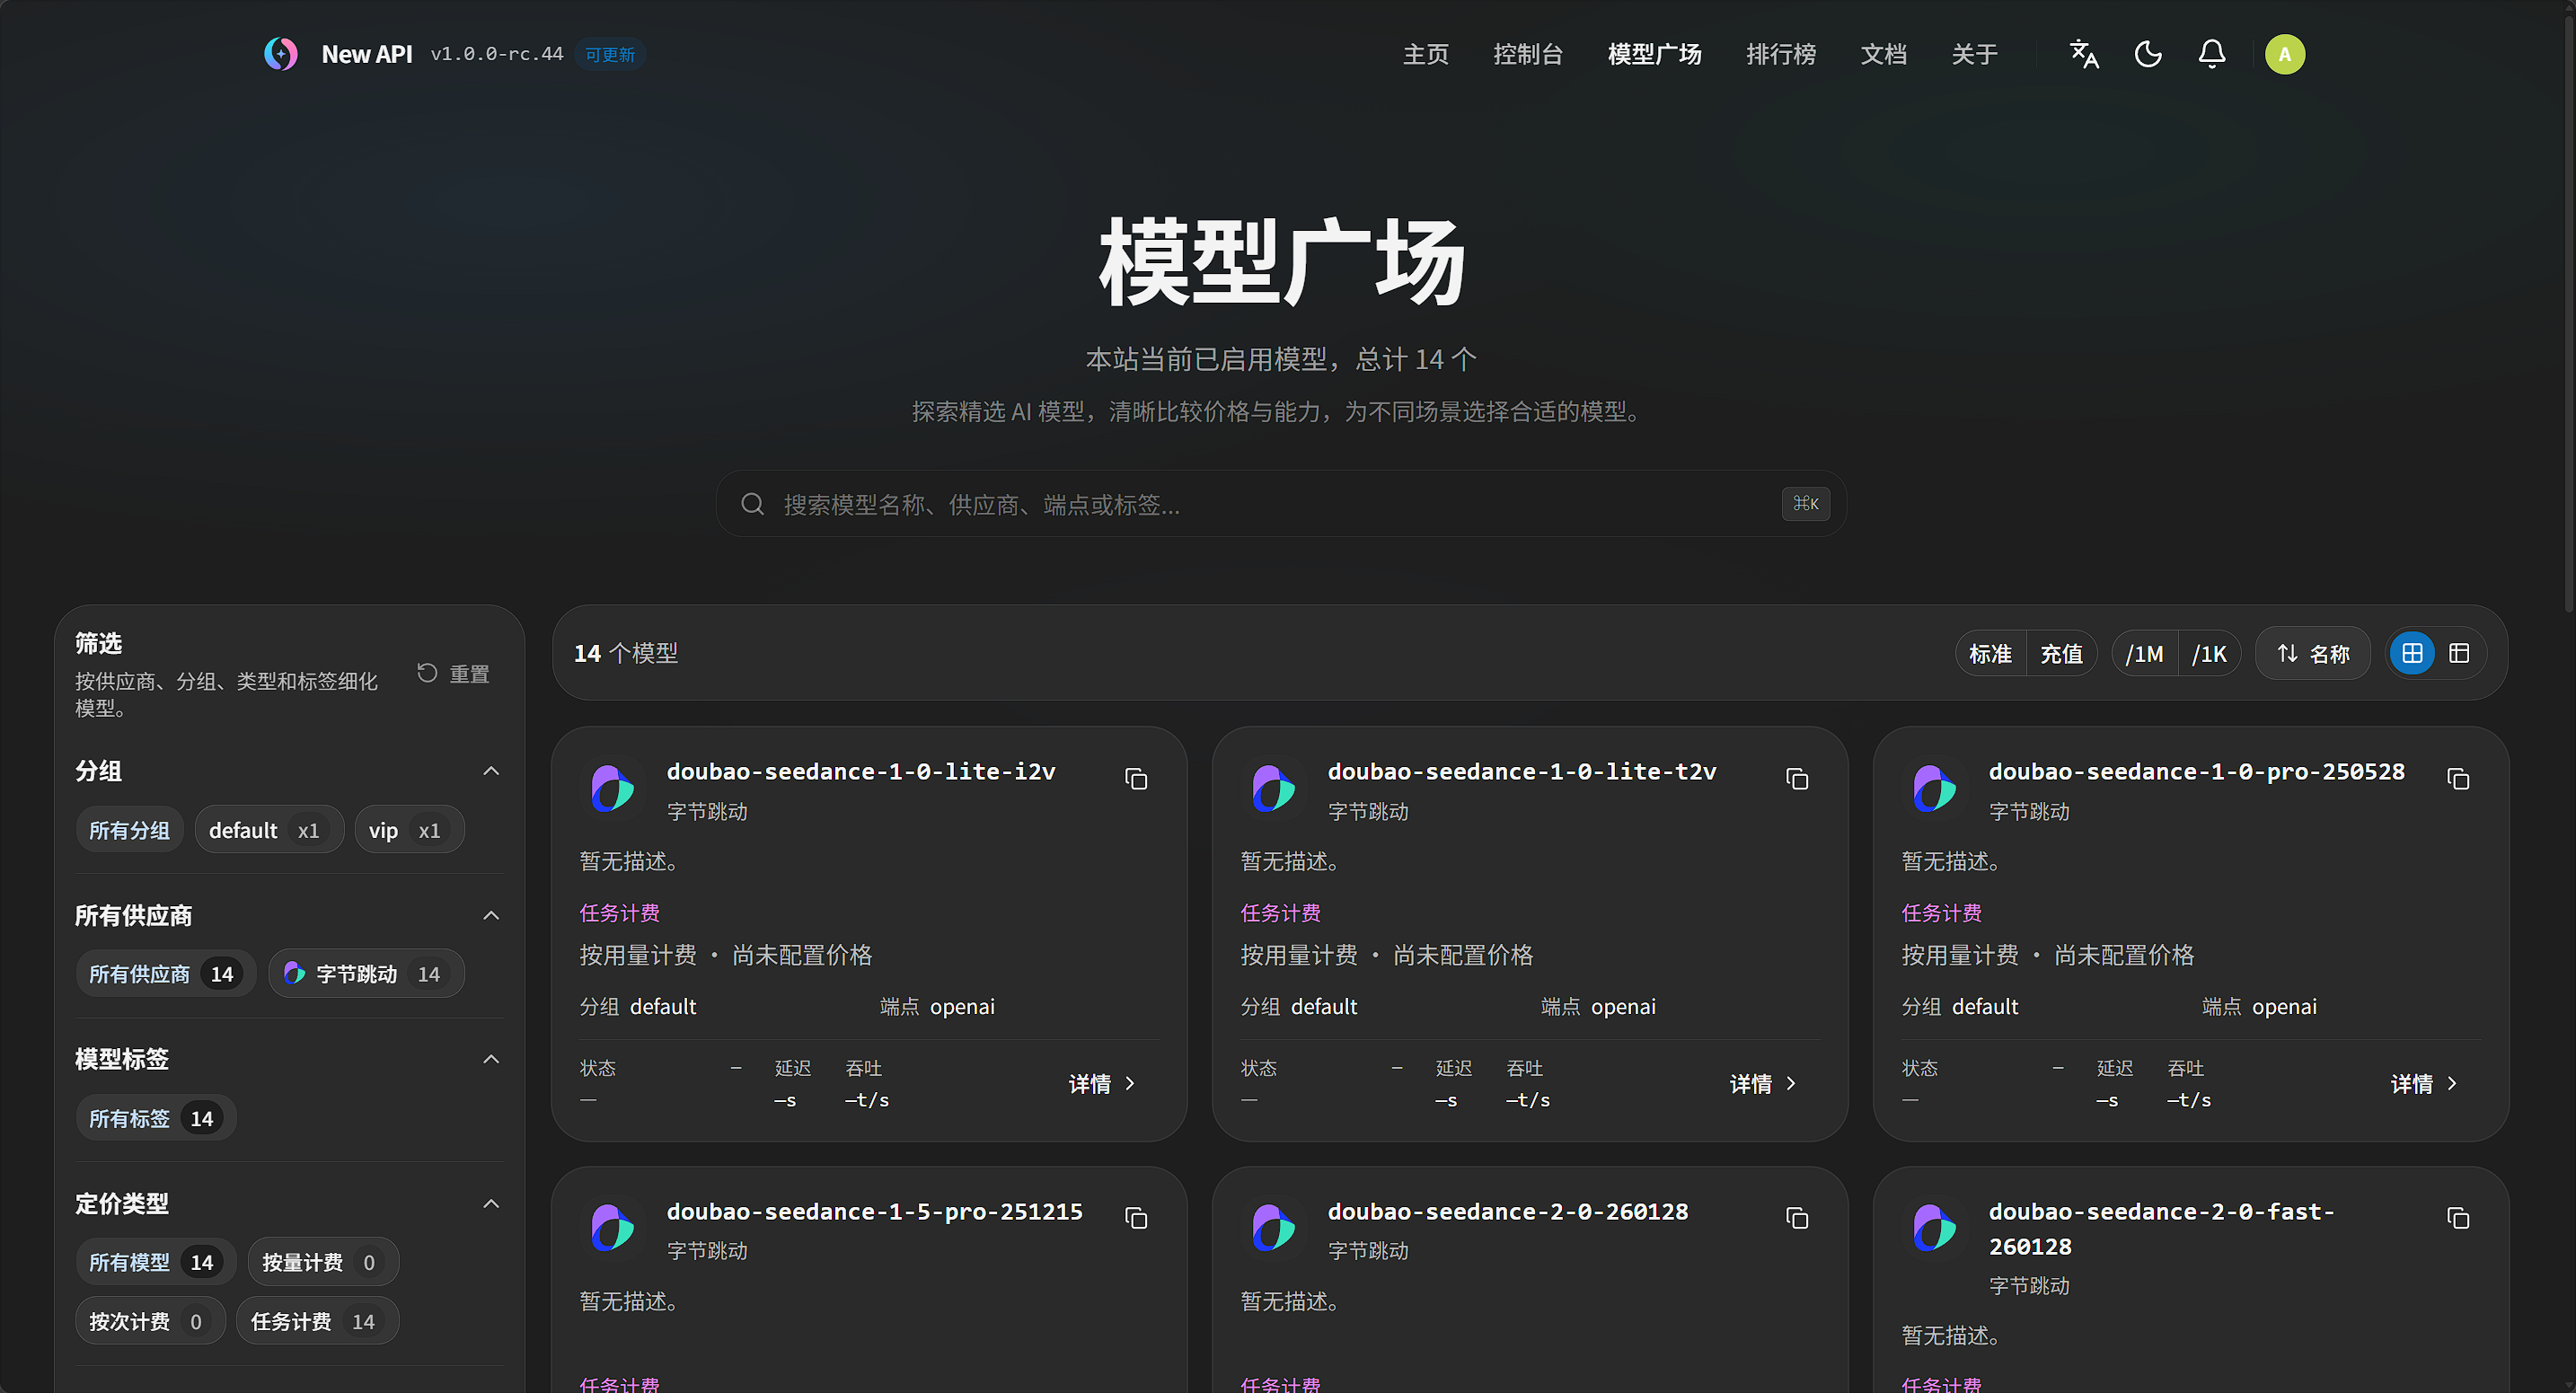 New API v1.0.0-rc.44 可更新
主页 控制台 模型广场 排行榜 文档 关于 A
模型广场
本站当前已启用模型，总计 14 个
探索精选 AI 模型，清晰比较价格与能力，为不同场景选择合适的模型。
搜索模型名称、供应商、端点或标签... ⌘K
筛选
按供应商、分组、类型和标签细化
模型。
重置
分组
所有分组 default x1 vip x1
所有供应商
所有供应商 14 字节跳动 14
模型标签
所有标签 14
定价类型
所有模型 14 按量计费 0
按次计费 0 任务计费 14
14 个模型 标准 充值 /1M /1K 名称
doubao-seedance-1-0-lite-i2v
字节跳动
暂无描述。
任务计费
按用量计费 • 尚未配置价格
分组 default 端点 openai
状态 – 延迟 吞吐
— —s —t/s
详情
doubao-seedance-1-0-lite-t2v
字节跳动
暂无描述。
任务计费
按用量计费 • 尚未配置价格
分组 default 端点 openai
状态 – 延迟 吞吐
— —s —t/s
详情
doubao-seedance-1-0-pro-250528
字节跳动
暂无描述。
任务计费
按用量计费 • 尚未配置价格
分组 default 端点 openai
状态 – 延迟 吞吐
— —s —t/s
详情
doubao-seedance-1-5-pro-251215
字节跳动
暂无描述。
任务计费
doubao-seedance-2-0-260128
字节跳动
暂无描述。
任务计费
doubao-seedance-2-0-fast-
260128
字节跳动
暂无描述。
任务计费